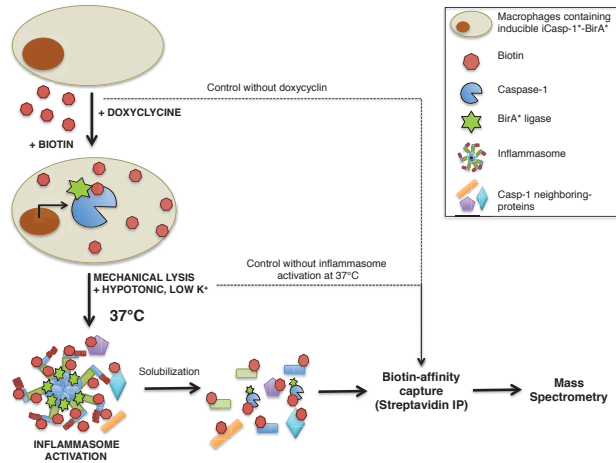 Macrophages containing
inducible iCasp-1*-BirA*
Biotin
Caspase-1
BirA* ligase
Inflammasome
Casp-1 neighboring-
proteins
Control without doxycyclin
+ DOXYCYCLINE
+ BIOTIN
MECHANICAL LYSIS
+ HYPOTONIC, LOW K+
Control without inflammasome
activation at 37°C
37°C
Solubilization
Biotin-affinity
capture
(Streptavidin IP)
Mass
Spectrometry
INFLAMMASOME
ACTIVATION